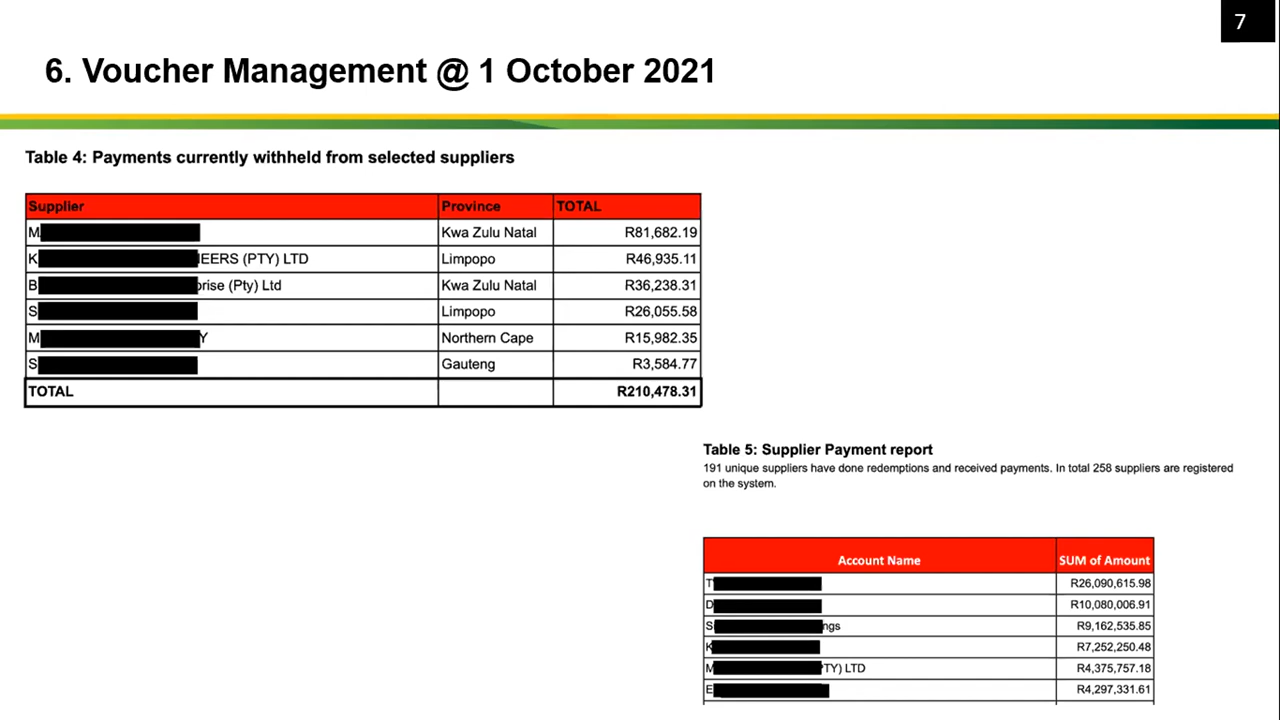 7
6. Voucher Management @ 1 October 2021
Table 4: Payments currently withheld from selected suppliers
Supplier Province TOTAL
M Kwa Zulu Natal R81,682.19
K EERS (PTY) LTD Limpopo R46,935.11
B prise (Pty) Ltd Kwa Zulu Natal R36,238.31
S Limpopo R26,055.58
M Y Northern Cape R15,982.35
S Gauteng R3,584.77
TOTAL R210,478.31
Table 5: Supplier Payment report
191 unique suppliers have done redemptions and received payments. In total 258 suppliers are registered
on the system.
Account Name SUM of Amount
T R26,090,615.98
D R10,080,006.91
S ngs R9,162,535.85
K R7,252,250.48
M TY) LTD R4,375,757.18
E R4,297,331.61